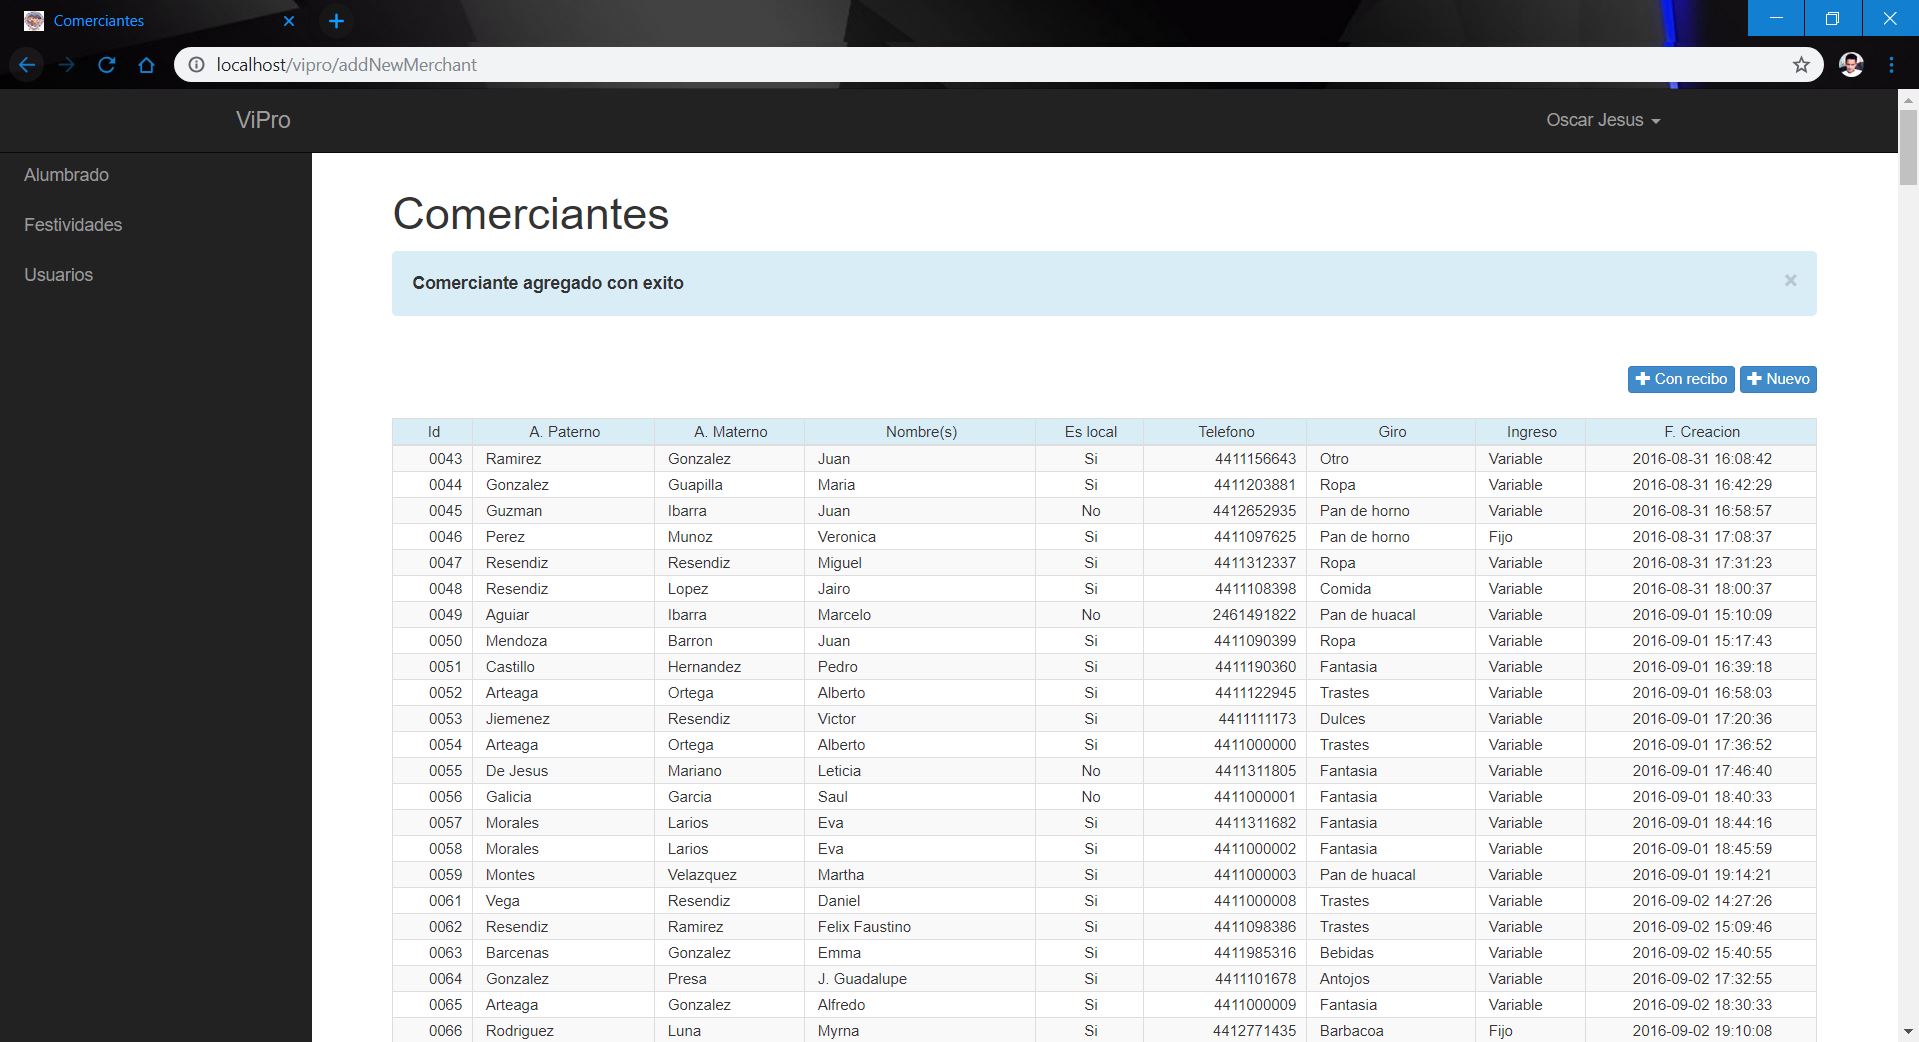 Comerciantes
localhost/vipro/addNewMerchant
ViPro
Oscar Jesus
Alumbrado
Festividades
Usuarios
Comerciantes
Comerciante agregado con exito
×
Con recibo
Nuevo
Id A. Paterno A. Materno Nombre(s) Es local Telefono Giro Ingreso F. Creacion
0043 Ramirez Gonzalez Juan Si 4411156643 Otro Variable 2016-08-31 16:08:42
0044 Gonzalez Guapilla Maria Si 4411203881 Ropa Variable 2016-08-31 16:42:29
0045 Guzman Ibarra Juan No 4412652935 Pan de horno Variable 2016-08-31 16:58:57
0046 Perez Munoz Veronica Si 4411097625 Pan de horno Fijo 2016-08-31 17:08:37
0047 Resendiz Resendiz Miguel Si 4411312337 Ropa Variable 2016-08-31 17:31:23
0048 Resendiz Lopez Jairo Si 4411108398 Comida Variable 2016-08-31 18:00:37
0049 Aguiar Ibarra Marcelo No 2461491822 Pan de huacal Variable 2016-09-01 15:10:09
0050 Mendoza Barron Juan Si 4411090399 Ropa Variable 2016-09-01 15:17:43
0051 Castillo Hernandez Pedro Si 4411190360 Fantasia Variable 2016-09-01 16:39:18
0052 Arteaga Ortega Alberto Si 4411122945 Trastes Variable 2016-09-01 16:58:03
0053 Jiemenez Resendiz Victor Si 4411111173 Dulces Variable 2016-09-01 17:20:36
0054 Arteaga Ortega Alberto Si 4411000000 Trastes Variable 2016-09-01 17:36:52
0055 De Jesus Mariano Leticia No 4411311805 Fantasia Variable 2016-09-01 17:46:40
0056 Galicia Garcia Saul No 4411000001 Fantasia Variable 2016-09-01 18:40:33
0057 Morales Larios Eva Si 4411311682 Fantasia Variable 2016-09-01 18:44:16
0058 Morales Larios Eva Si 4411000002 Fantasia Variable 2016-09-01 18:45:59
0059 Montes Velazquez Martha Si 4411000003 Pan de huacal Variable 2016-09-01 19:14:21
0061 Vega Resendiz Daniel Si 4411000008 Trastes Variable 2016-09-02 14:27:26
0062 Resendiz Ramirez Felix Faustino Si 4411098386 Trastes Variable 2016-09-02 15:09:46
0063 Barcenas Gonzalez Emma Si 4411985316 Bebidas Variable 2016-09-02 15:40:55
0064 Gonzalez Presa J. Guadalupe Si 4411101678 Antojos Variable 2016-09-02 17:32:55
0065 Arteaga Gonzalez Alfredo Si 4411000009 Fantasia Variable 2016-09-02 18:30:33
0066 Rodriguez Luna Myrna Si 4412771435 Barbacoa Fijo 2016-09-02 19:10:08